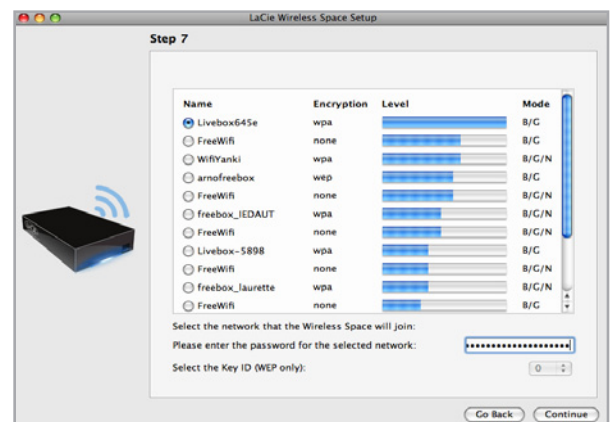 LaCie Wireless Space Setup
Step 7
Name Encryption Level Mode
Livebox645e wpa B/G
FreeWifi none B/G
WifiYanki wpa B/G/N
arnofreebox wep B/G
FreeWifi none B/G/N
freebox_IEDAUT wpa B/G/N
FreeWifi none B/G/N
Livebox-5898 wpa B/G
FreeWifi none B/G/N
freebox_laurette wpa B/G/N
FreeWifi none B/G
Select the network that the Wireless Space will join:
Please enter the password for the selected network:
Select the Key ID (WEP only): 0
Go Back Continue